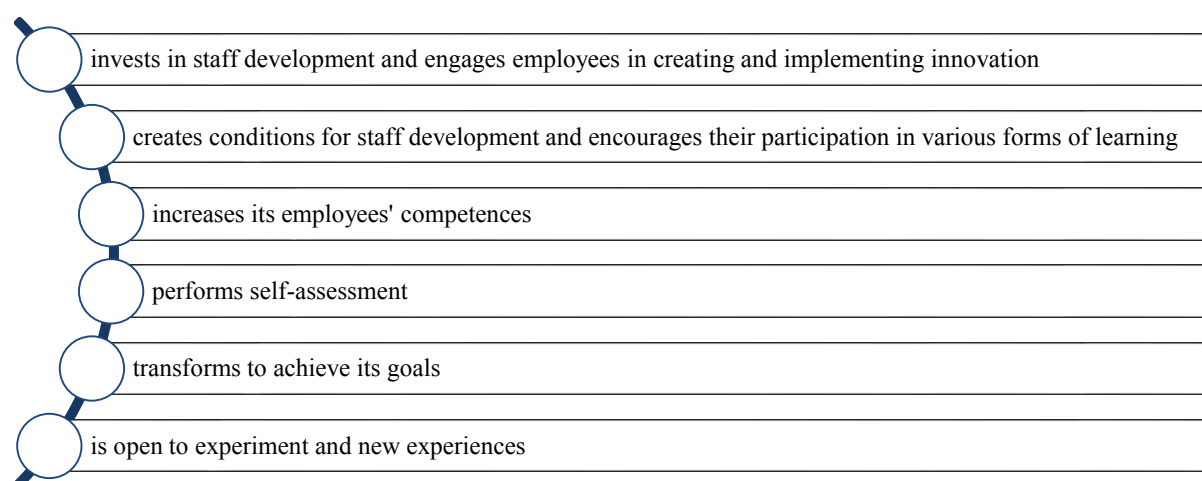 invests in staff development and engages employees in creating and implementing innovation
creates conditions for staff development and encourages their participation in various forms of learning
increases its employees' competences
performs self-assessment
transforms to achieve its goals
is open to experiment and new experiences